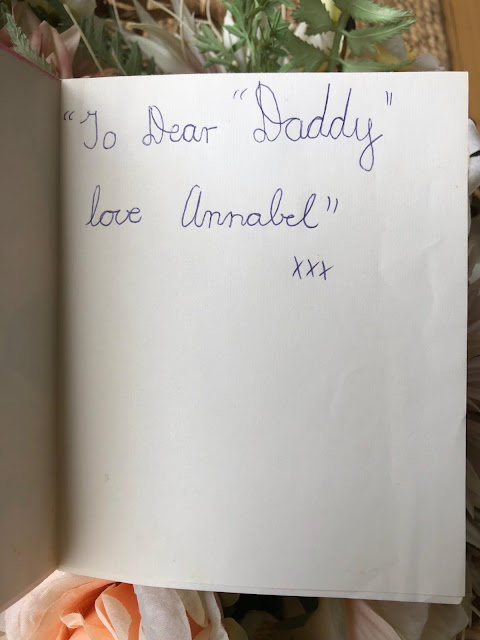 “To Dear “Daddy”
love Annabel”
xxx